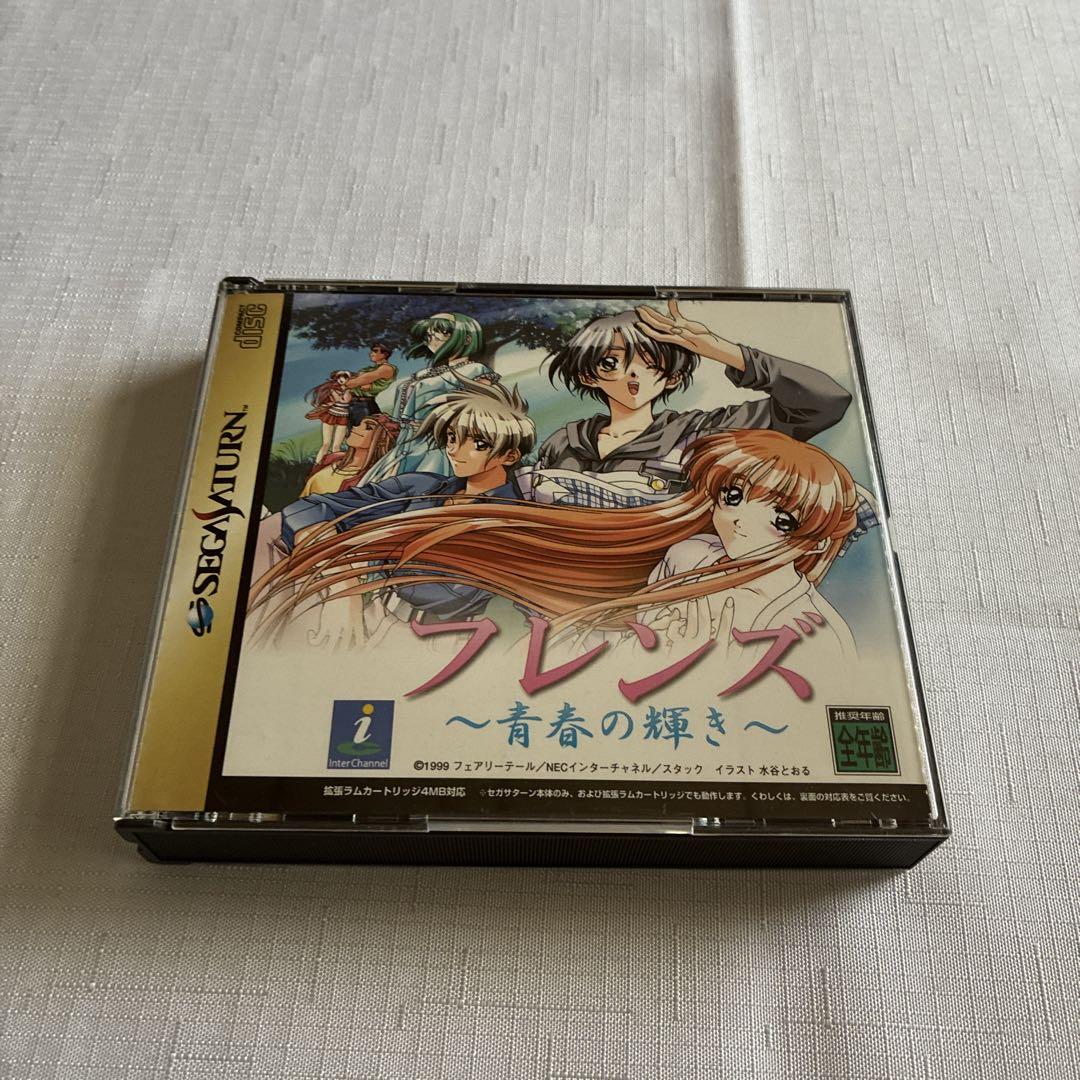 COMPACT
DISC
SEGA SATURN™
フレンズ
～青春の輝き～
i
InterChannel
推奨年齢
全年齢
©1999 フェアリーテール／NECインターチャネル／スタック イラスト 水谷とおる
拡張ラムカートリッジ4MB対応 ※セガサターン本体のみ、および拡張ラムカートリッジでも動作します。くわしくは、裏面の対応表をご覧ください。